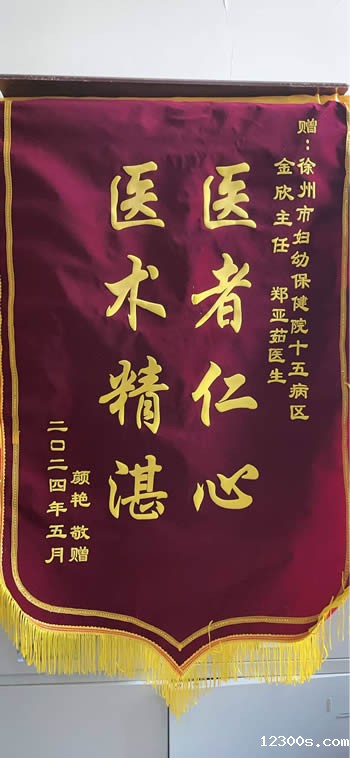 赠：徐州市妇幼保健院十五病区
金欣主任 郑亚茹医生
医者仁心
医术精湛
颜艳 敬赠
二〇二四年五月
12300s.com